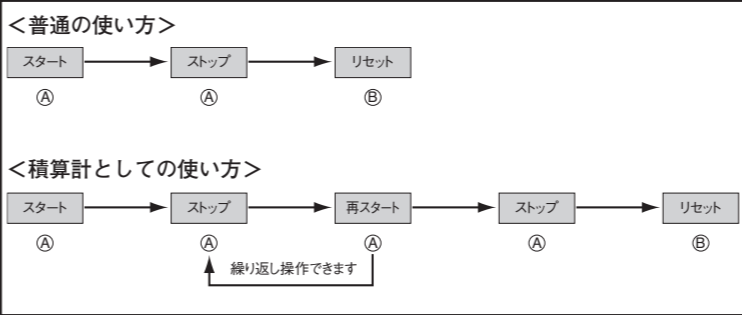 ＜普通の使い方＞
スタート ストップ リセット
Ⓐ Ⓐ Ⓑ
＜積算計としての使い方＞
スタート ストップ 再スタート ストップ リセット
Ⓐ Ⓐ Ⓐ Ⓐ Ⓑ
繰り返し操作できます